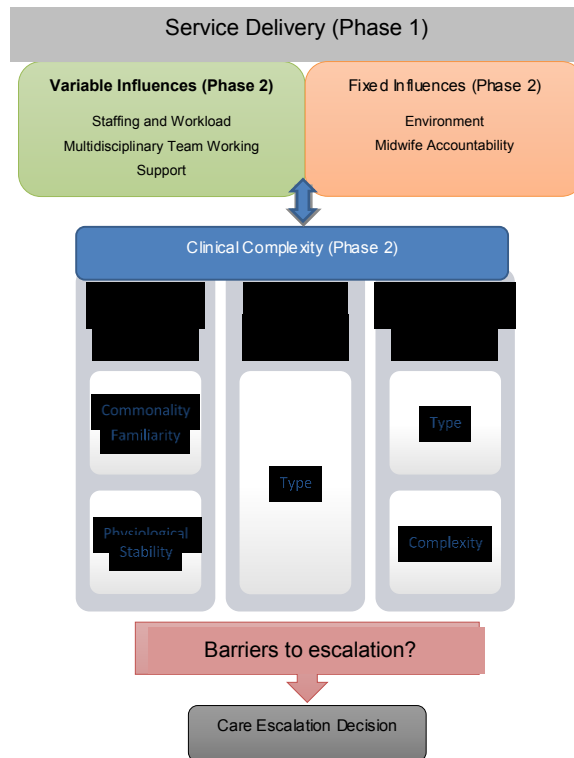 Service Delivery (Phase 1)
Variable Influences (Phase 2)
Staffing and Workload
Multidisciplinary Team Working
Support
Fixed Influences (Phase 2)
Environment
Midwife Accountability
Clinical Complexity (Phase 2)
Commonality
Familiarity
Physiological
Stability
Type
Type
Complexity
Barriers to escalation?
Care Escalation Decision